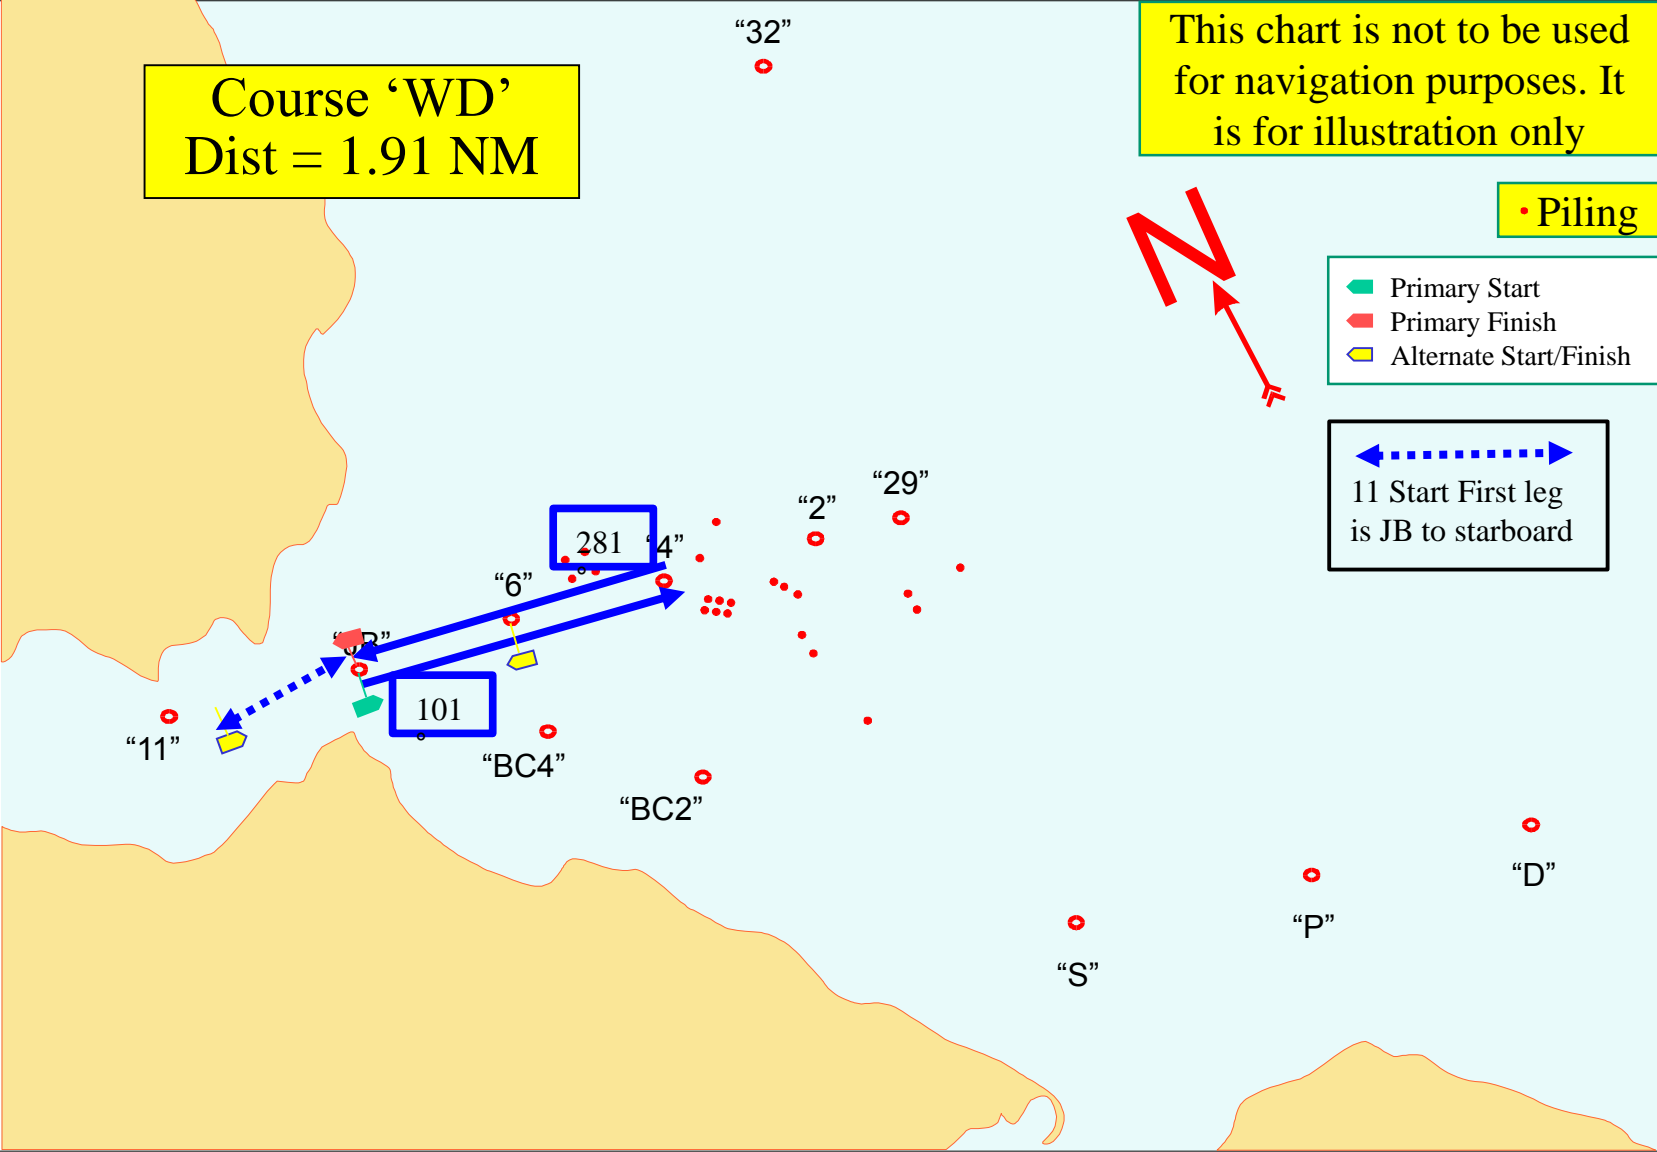 “32”
This chart is not to be used
for navigation purposes. It
is for illustration only
Course ‘WD’
Dist = 1.91 NM
N
Piling
Primary Start
Primary Finish
Alternate Start/Finish
11 Start First leg
is JB to starboard
“29”
“2”
281
°
“4”
“6”
“JB”
101
°
“11”
“BC4”
“BC2”
“D”
“P”
“S”